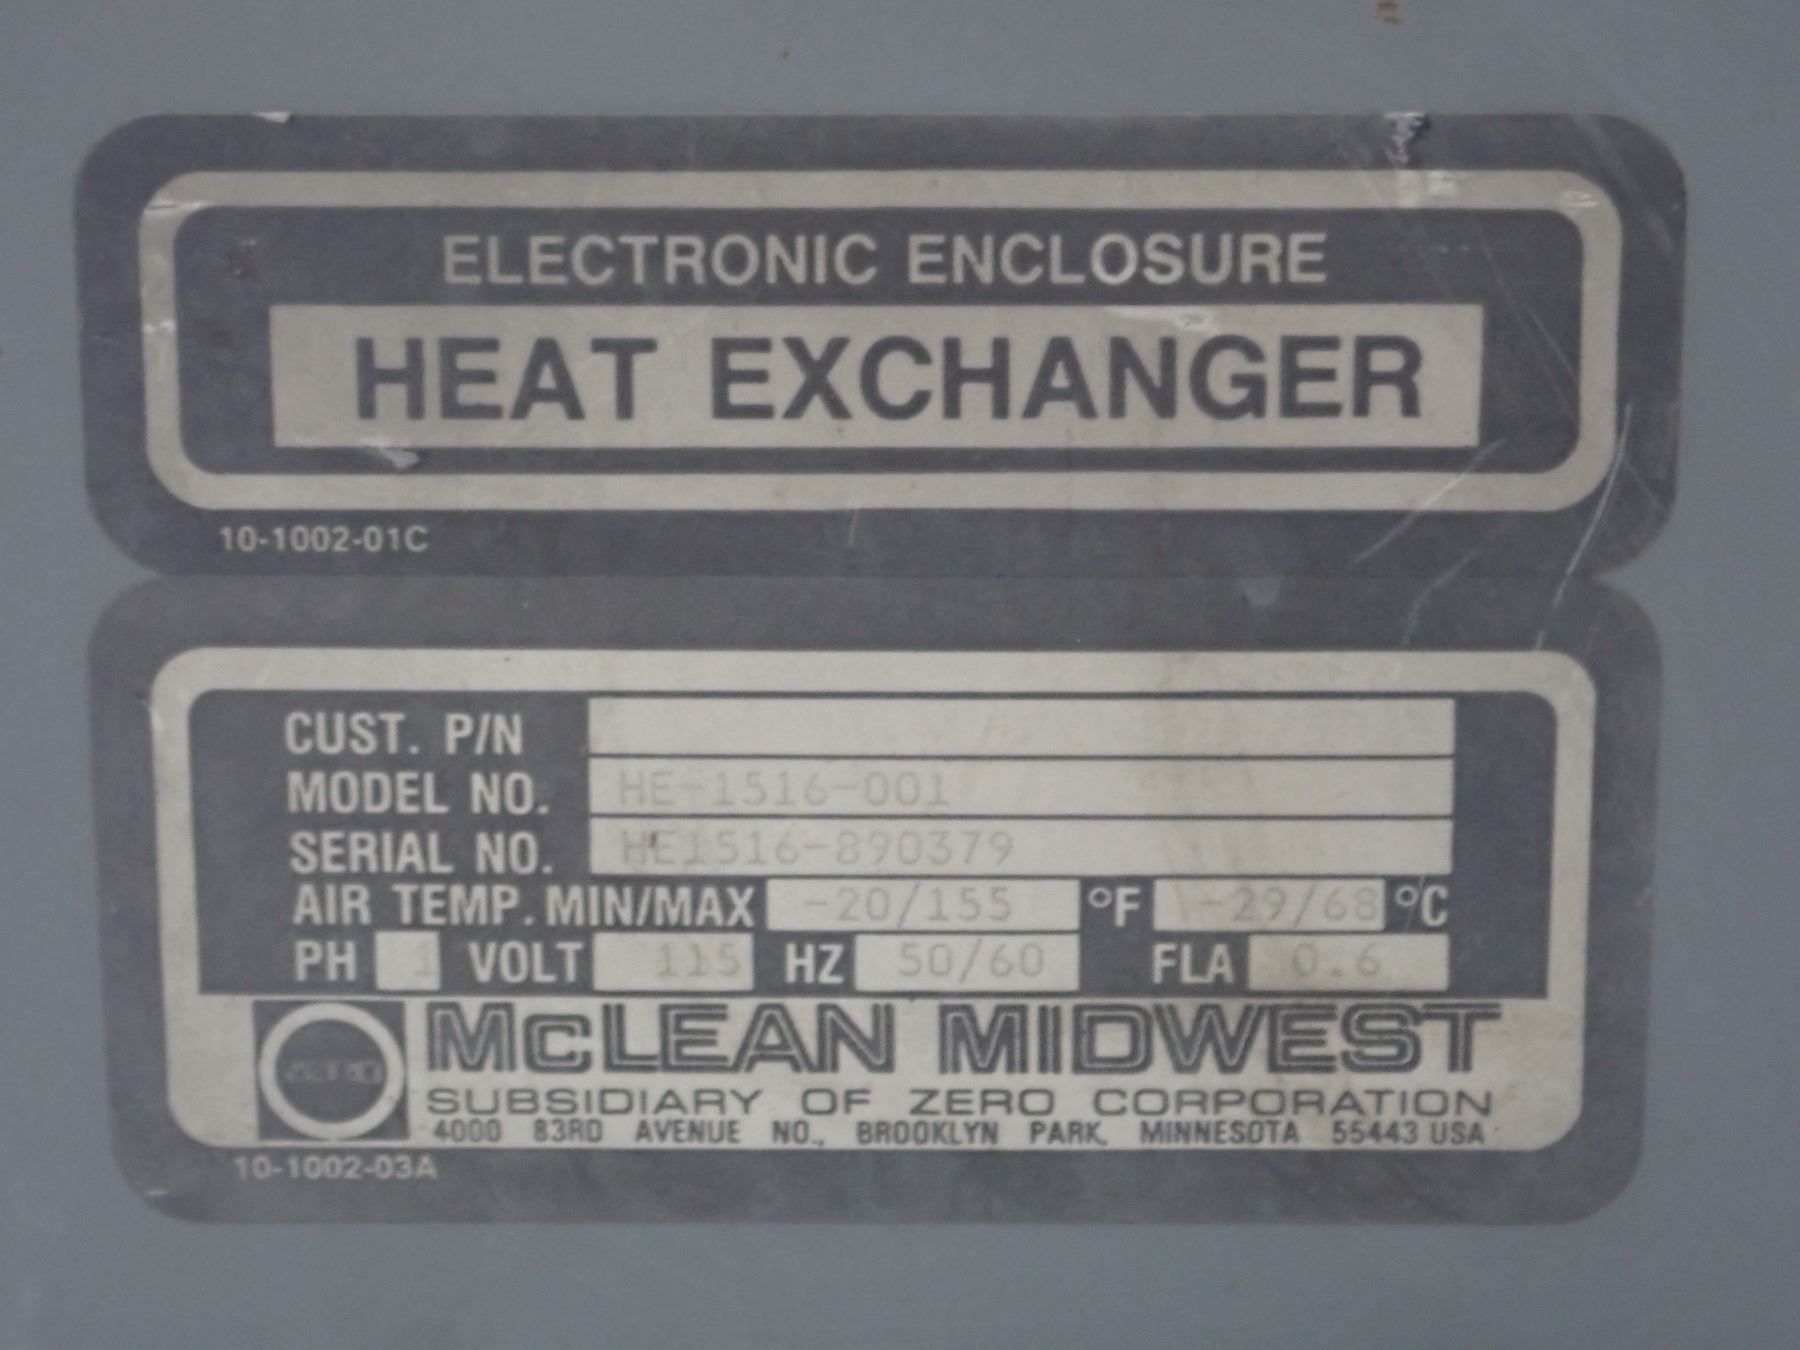 ELECTRONIC ENCLOSURE
HEAT EXCHANGER
10-1002-01C
CUST. P/N
MODEL NO. HE-1516-001
SERIAL NO. HE1516-890379
AIR TEMP. MIN/MAX -20/155 °F -29/68 °C
PH 1 VOLT 115 HZ 50/60 FLA 0.6
ZERO
McLEAN MIDWEST
SUBSIDIARY OF ZERO CORPORATION
4000 83RD AVENUE NO., BROOKLYN PARK, MINNESOTA 55443 USA
10-1002-03A